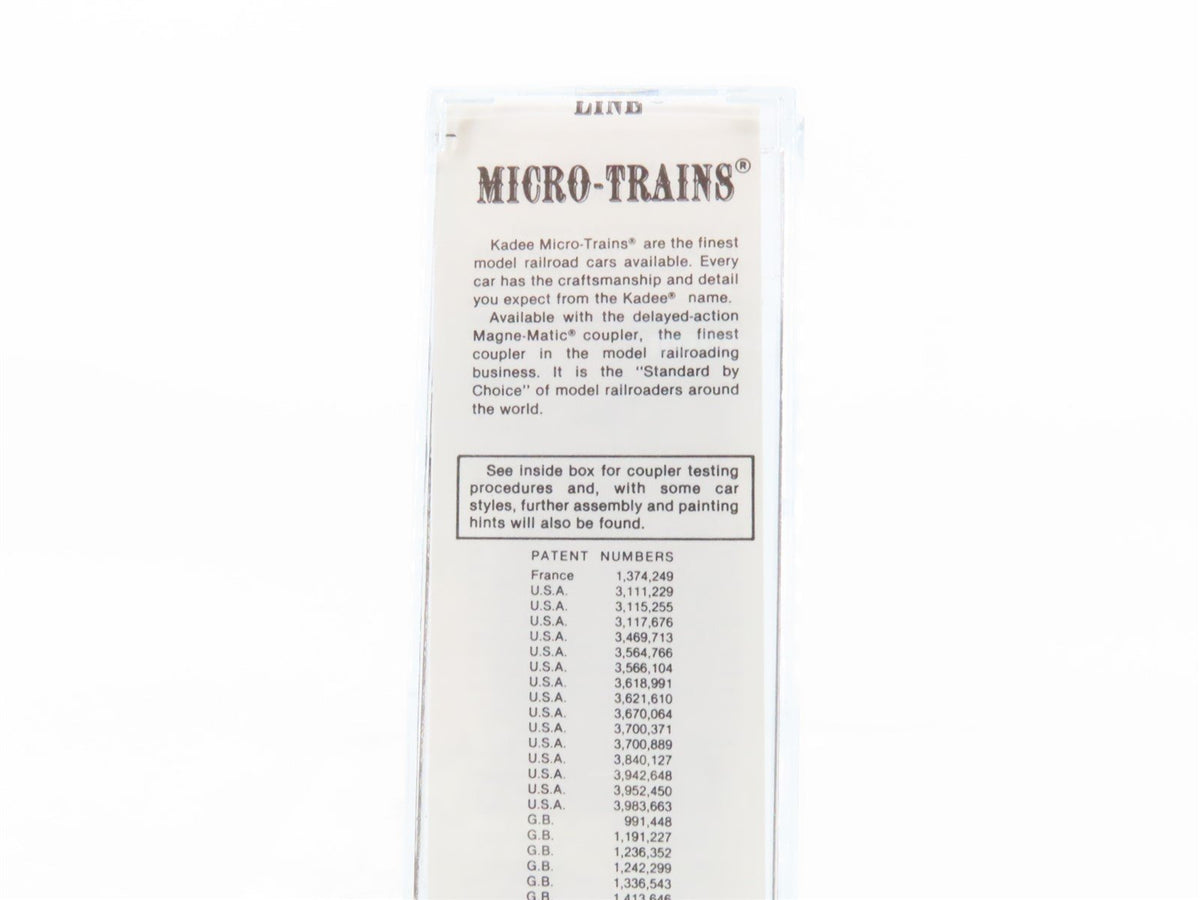 LINE
MICRO-TRAINS®
Kadee Micro-Trains® are the finest
model railroad cars available. Every
car has the craftsmanship and detail
you expect from the Kadee® name.
Available with the delayed-action
Magne-Matic® coupler, the finest
coupler in the model railroading
business. It is the "Standard by
Choice" of model railroaders around
the world.
See inside box for coupler testing
procedures and, with some car
styles, further assembly and painting
hints will also be found.
PATENT NUMBERS
France 1,374,249
U.S.A. 3,111,229
U.S.A. 3,115,255
U.S.A. 3,117,676
U.S.A. 3,469,713
U.S.A. 3,564,766
U.S.A. 3,566,104
U.S.A. 3,618,991
U.S.A. 3,621,610
U.S.A. 3,670,064
U.S.A. 3,700,371
U.S.A. 3,700,889
U.S.A. 3,840,127
U.S.A. 3,942,648
U.S.A. 3,952,450
U.S.A. 3,983,663
G.B. 991,448
G.B. 1,191,227
G.B. 1,236,352
G.B. 1,242,299
G.B. 1,336,543
G.B. 1,413,646